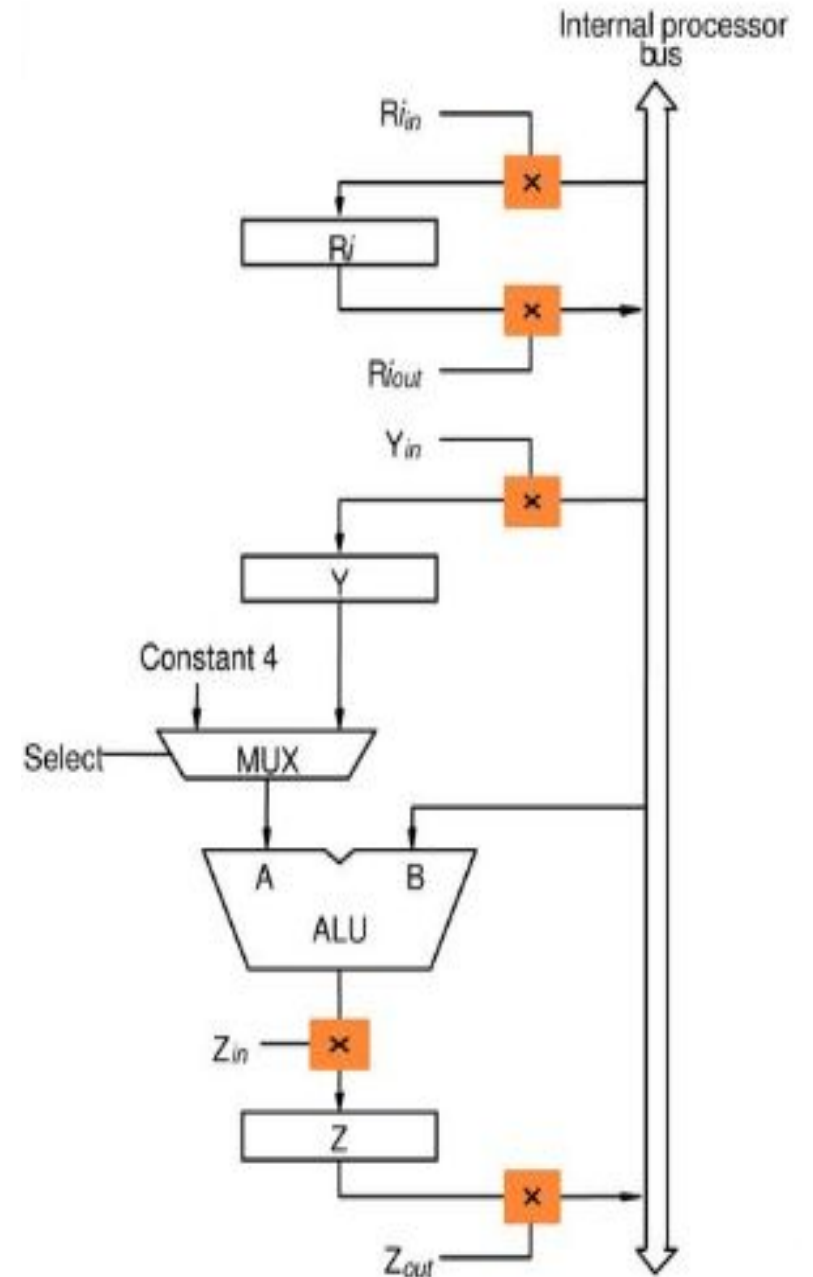 Internal processor
bus
Riin
×
Ri
×
Riout
Yin
×
Y
Constant 4
Select
MUX
A
B
ALU
Zin
×
Z
×
Zout